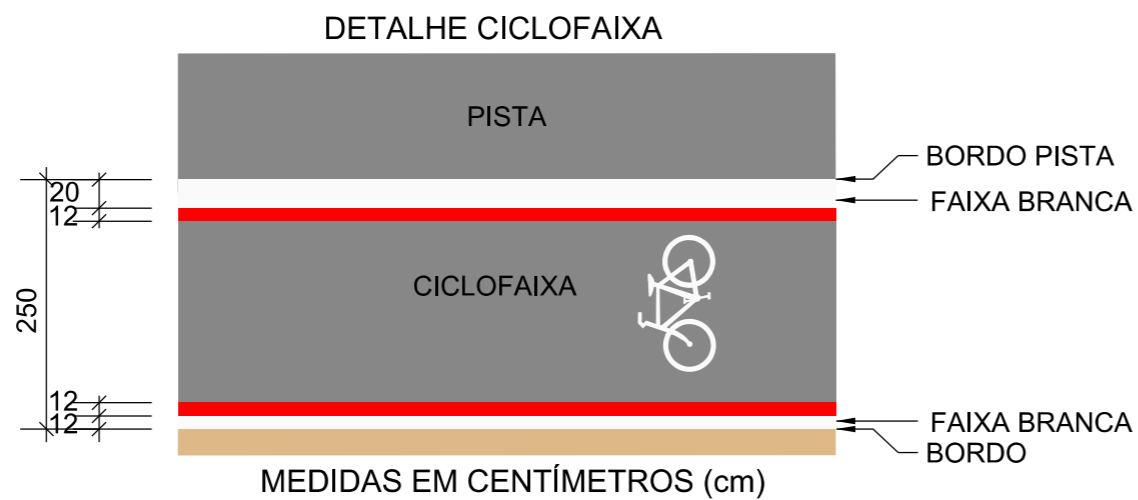 DETALHE CICLOFAIXA
PISTA
BORDO PISTA
20
FAIXA BRANCA
12
CICLOFAIXA
250
12
12
FAIXA BRANCA
BORDO
MEDIDAS EM CENTÍMETROS (cm)